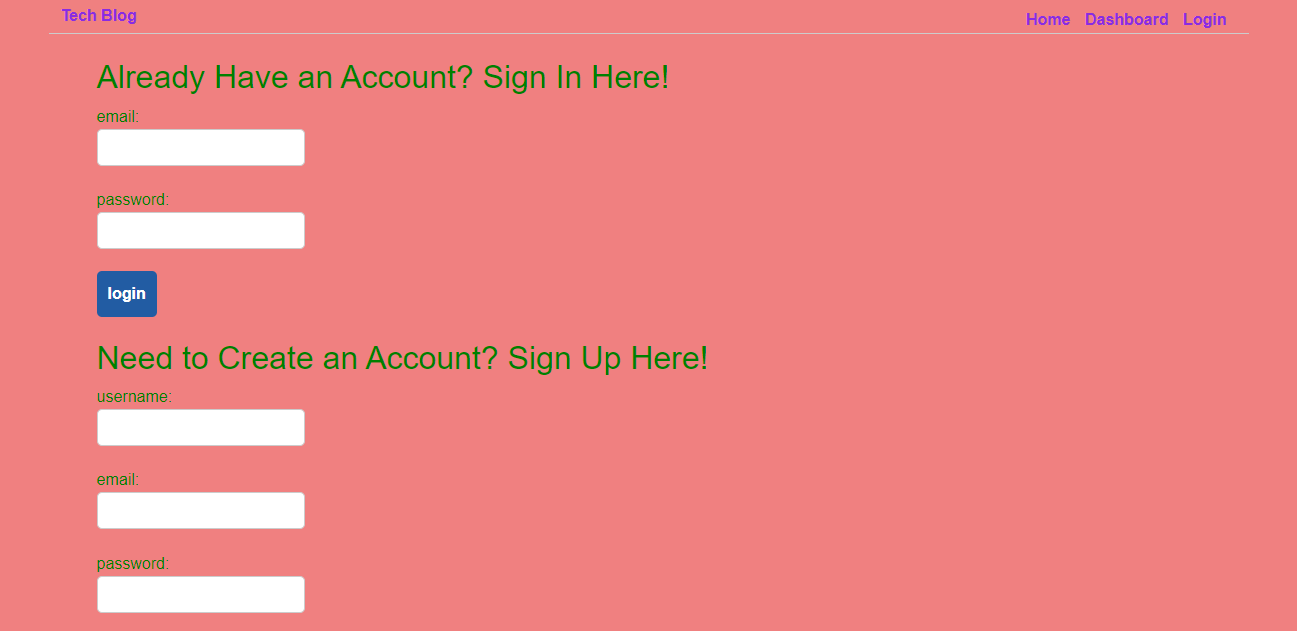 Tech Blog
Home Dashboard Login
Already Have an Account? Sign In Here!
email:
password:
login
Need to Create an Account? Sign Up Here!
username:
email:
password: